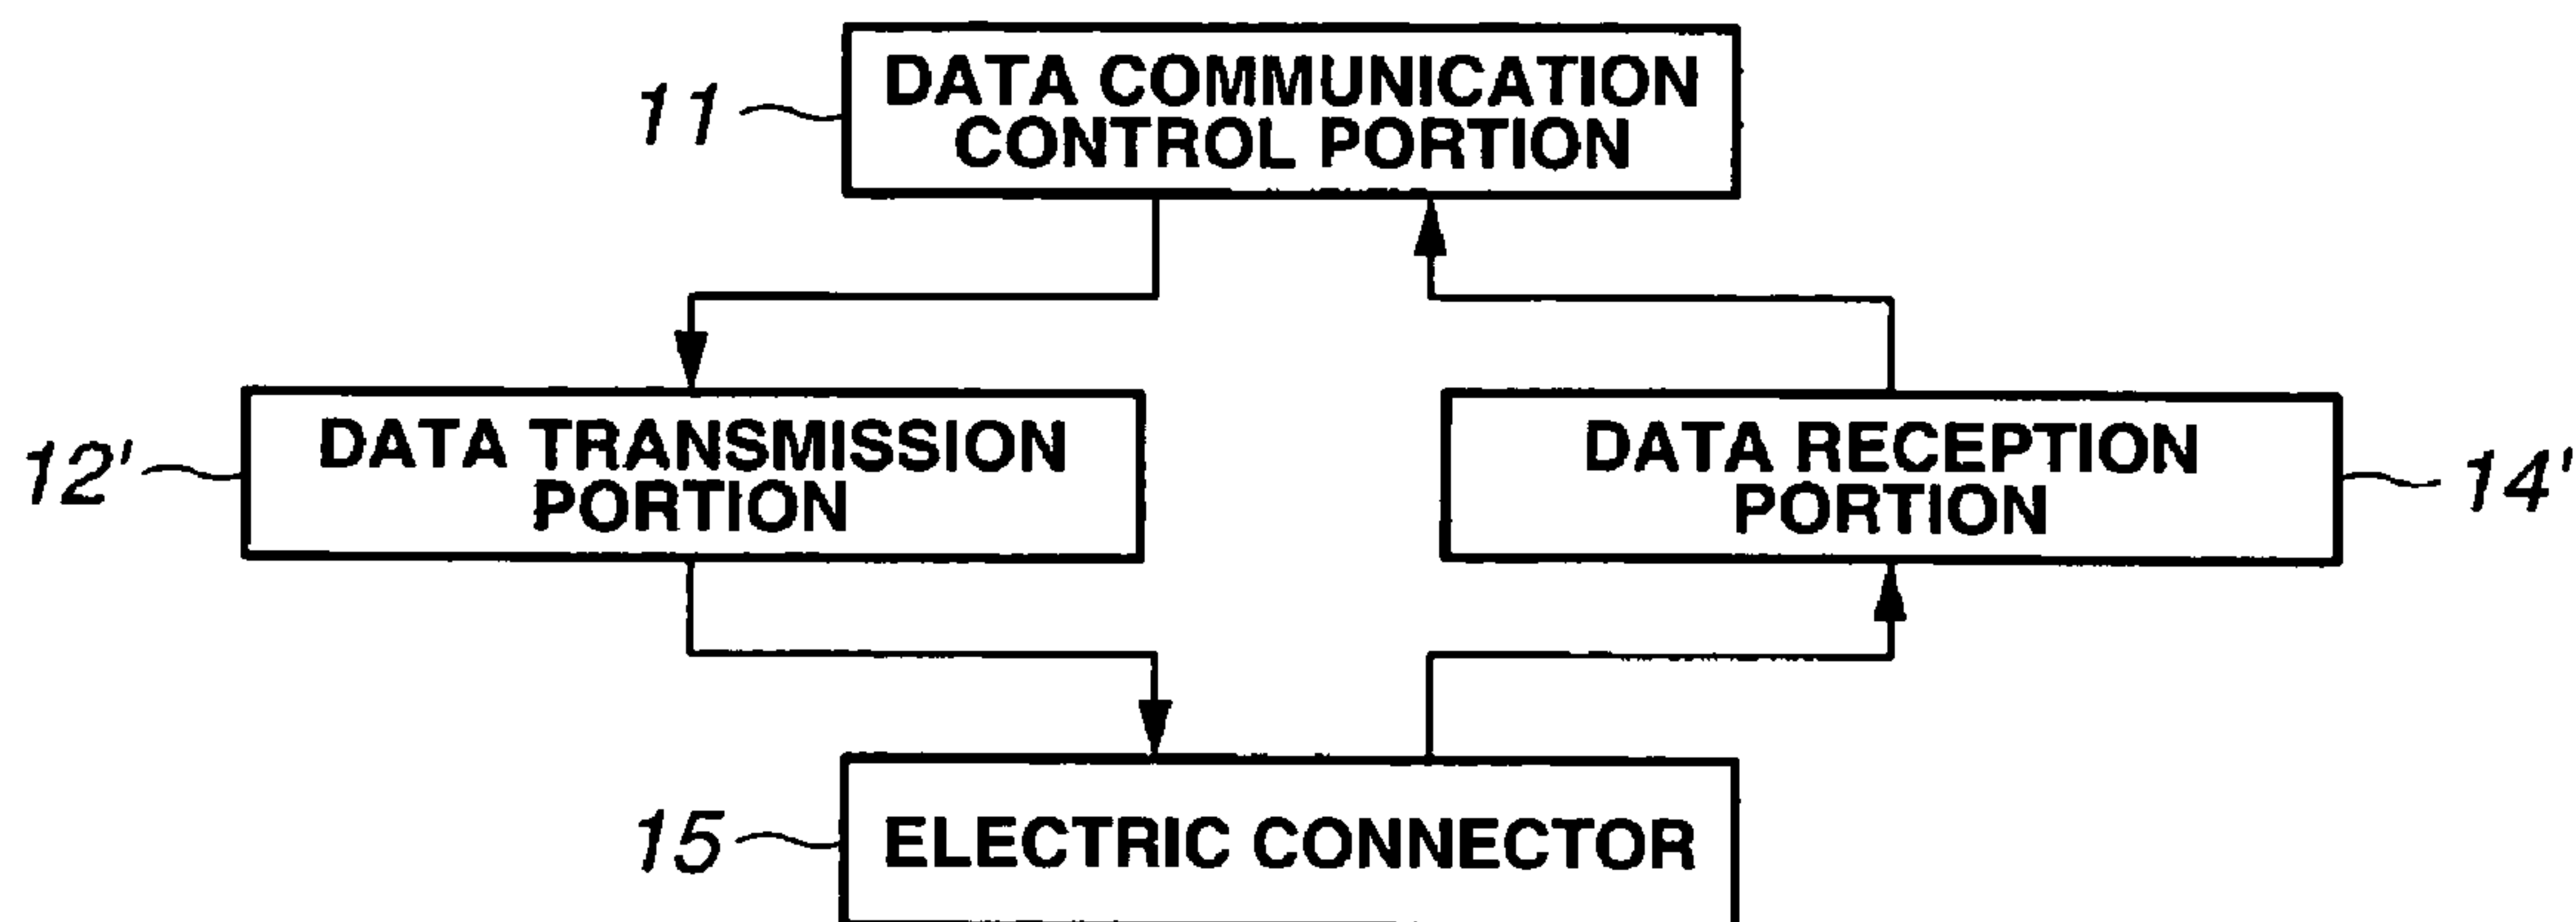 DATA COMMUNICATION
CONTROL PORTION
11
DATA TRANSMISSION
PORTION
12'
DATA RECEPTION
PORTION
14'
ELECTRIC CONNECTOR
15